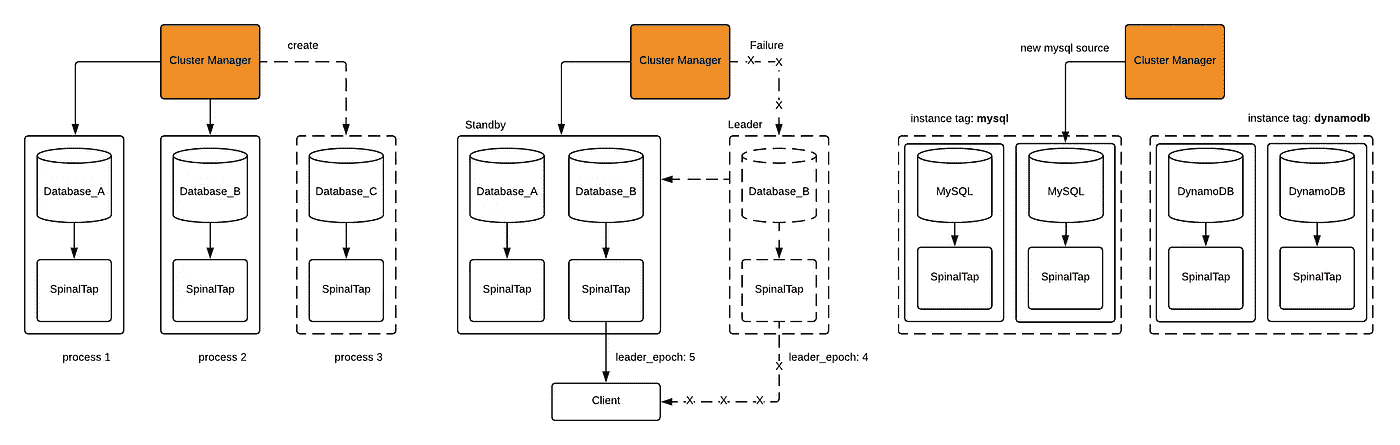 Cluster Manager
create
Database_A
Database_B
Database_C
SpinalTap
SpinalTap
SpinalTap
process 1
process 2
process 3
Cluster Manager
Failure
X
X
X
Standby
Leader
Database_A
Database_B
Database_B
SpinalTap
SpinalTap
SpinalTap
leader_epoch: 5
leader_epoch: 4
X
Client
X X X
Cluster Manager
new mysql source
instance tag: mysql
instance tag: dynamodb
MySQL
MySQL
DynamoDB
DynamoDB
SpinalTap
SpinalTap
SpinalTap
SpinalTap